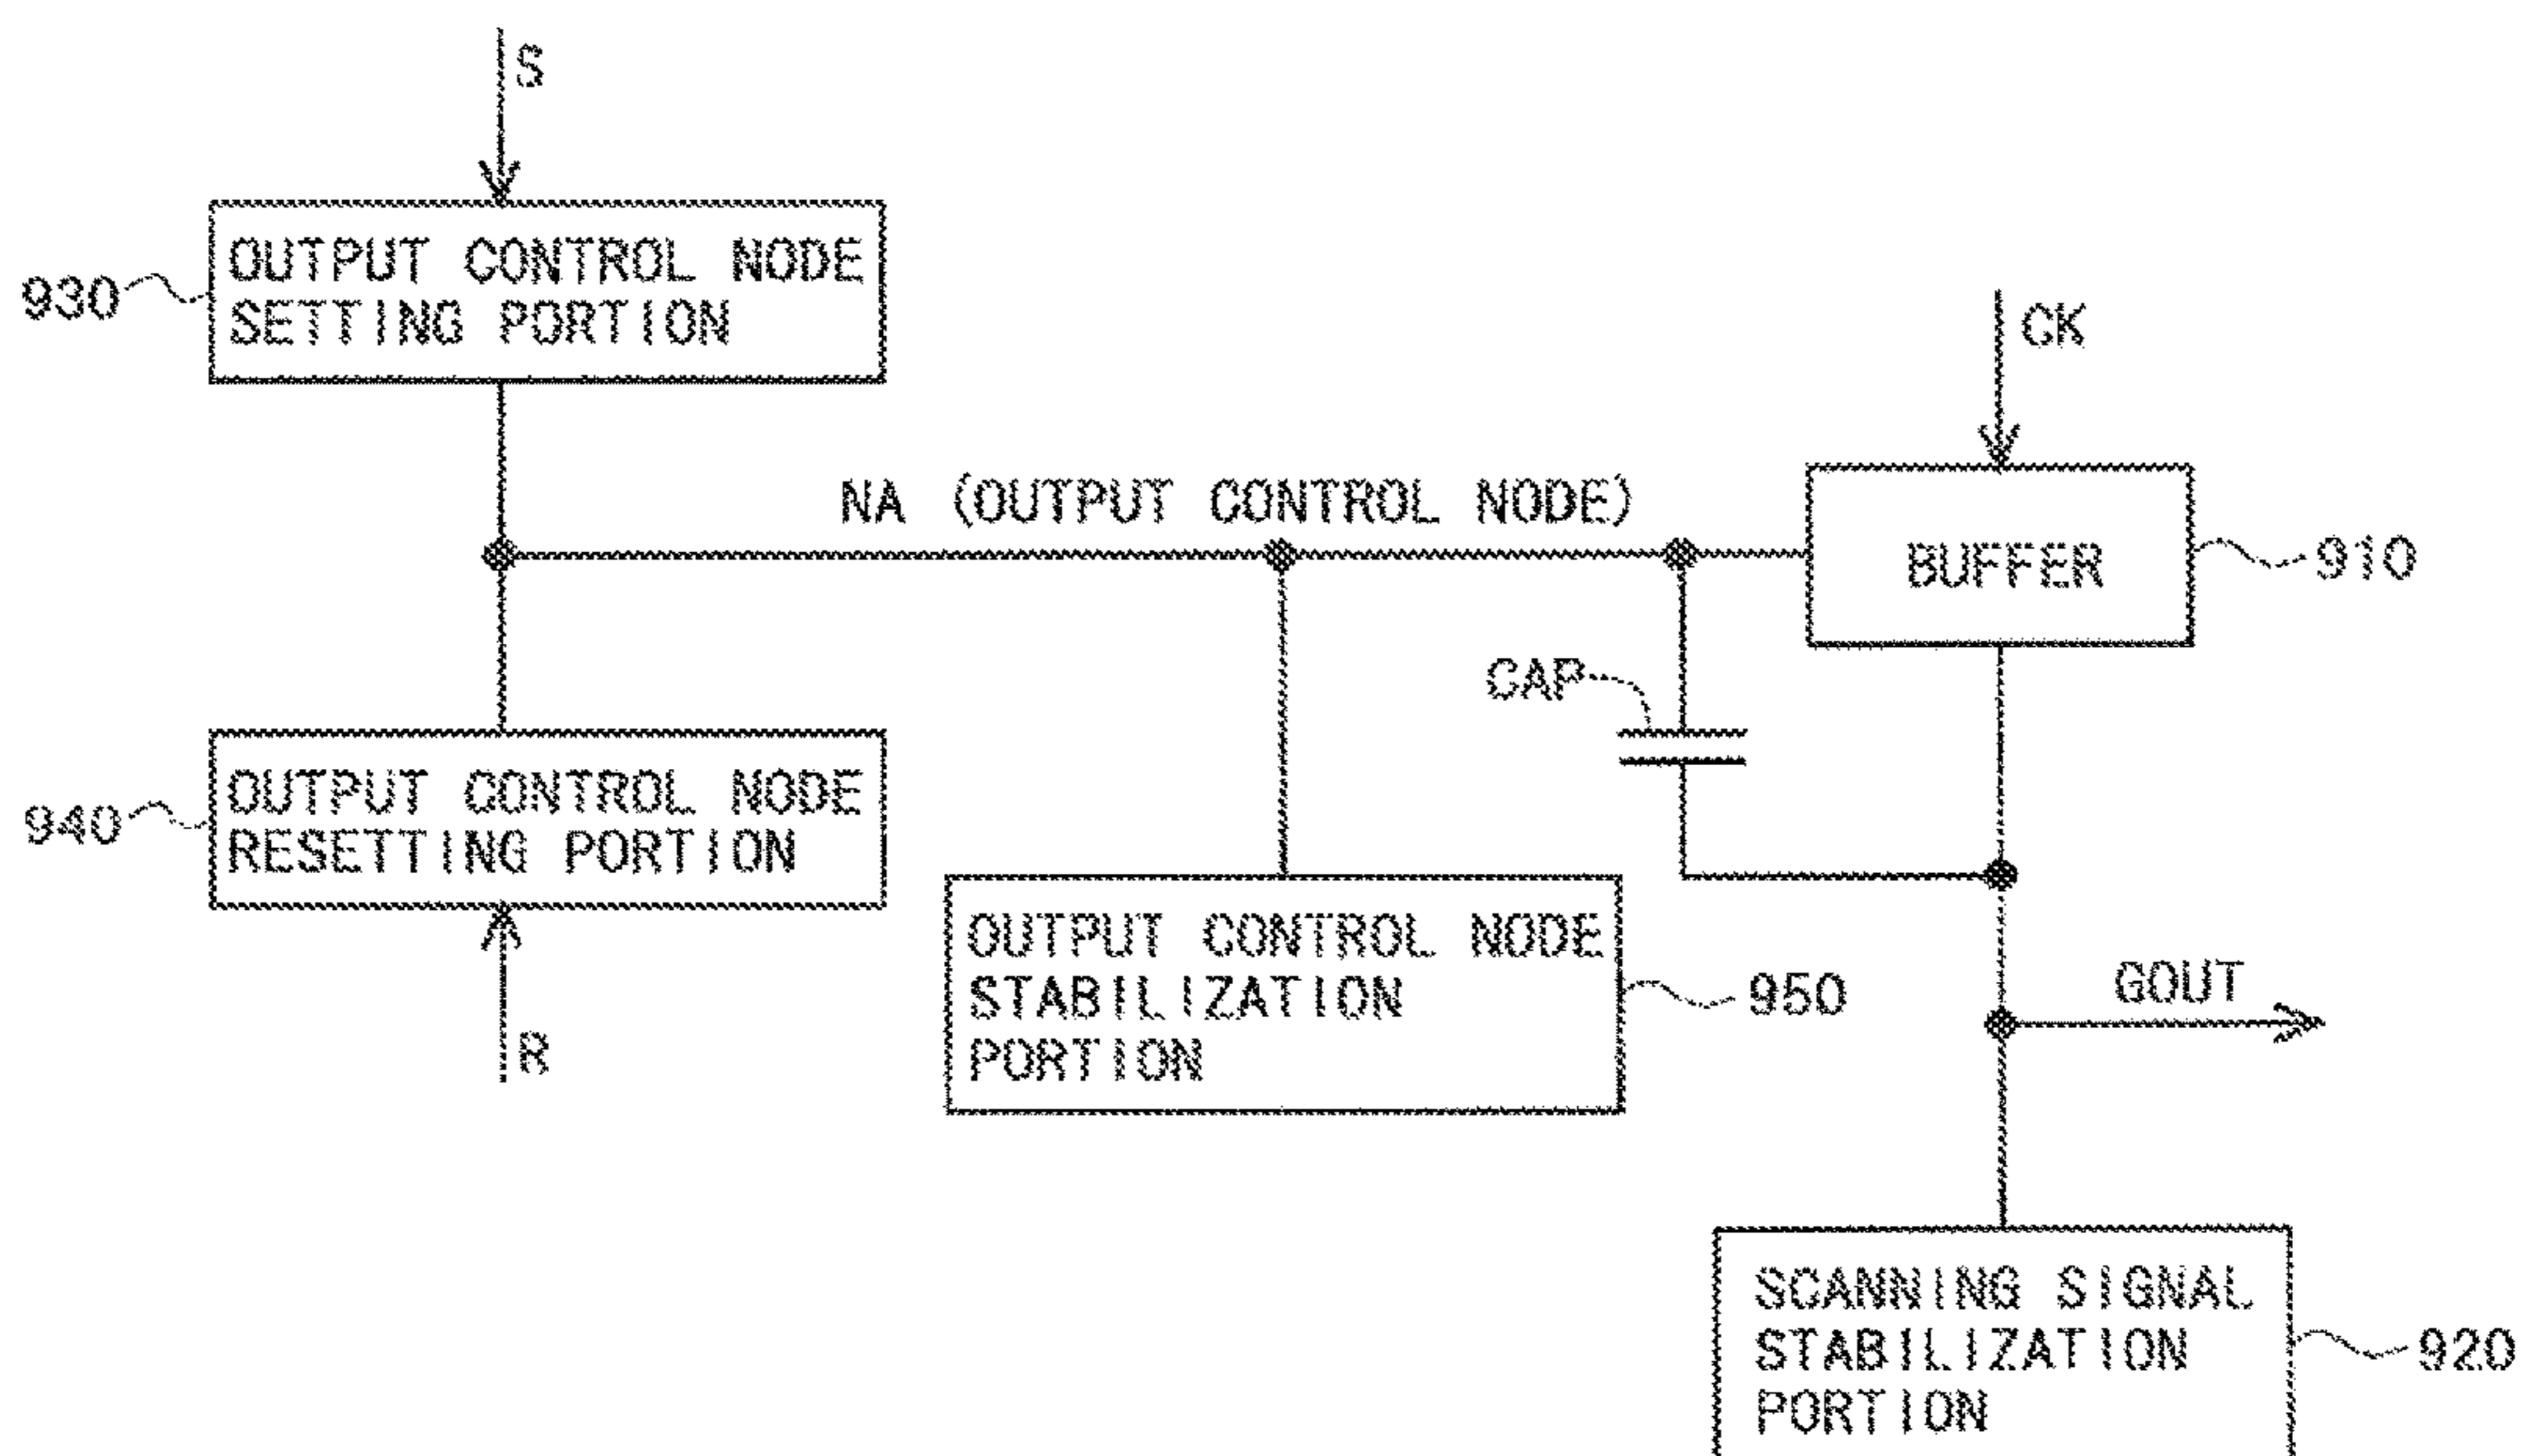 S
OUTPUT CONTROL NODE
SETTING PORTION
930
CK
NA (OUTPUT CONTROL NODE)
BUFFER
910
CAP
OUTPUT CONTROL NODE
RESETTING PORTION
940
R
OUTPUT CONTROL NODE
STABILIZATION
PORTION
950
GOUT
SCANNING SIGNAL
STABILIZATION
PORTION
920